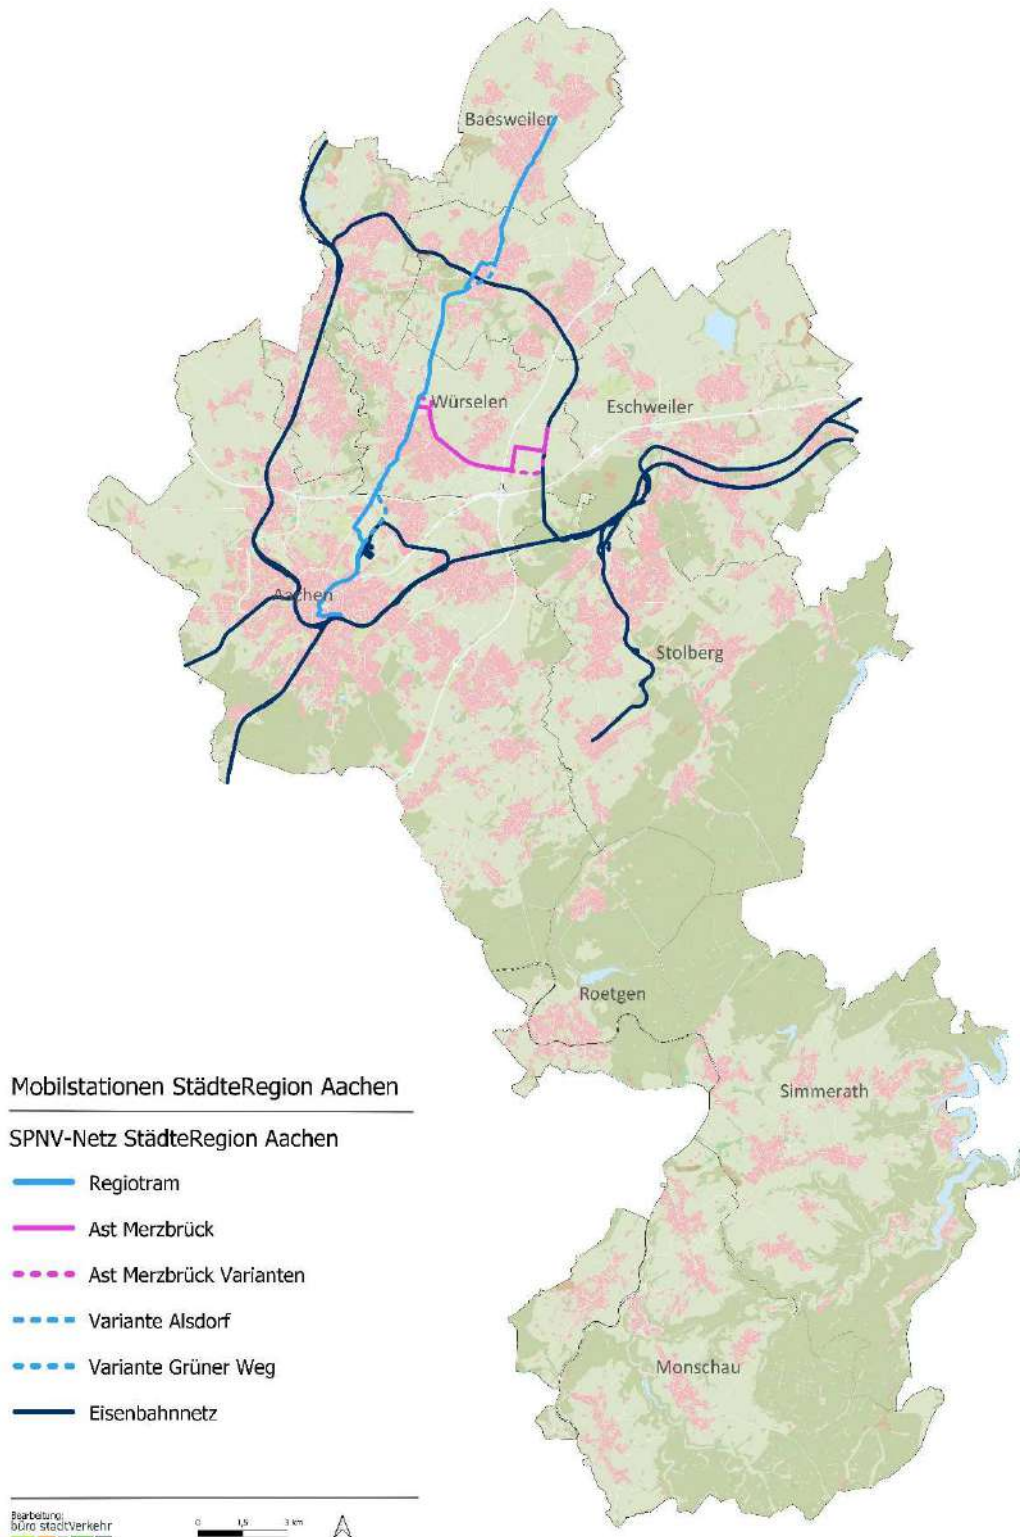 Baesweiler
Würselen
Eschweiler
Aachen
Stolberg
Roetgen
Simmerath
Monschau
Mobilstationen StädteRegion Aachen
SPNV-Netz StädteRegion Aachen
Regiotram
Ast Merzbrück
Ast Merzbrück Varianten
Variante Alsdorf
Variante Grüner Weg
Eisenbahnnetz
Bearbeitung:
büro stadtVerkehr
0 1,5 3 km